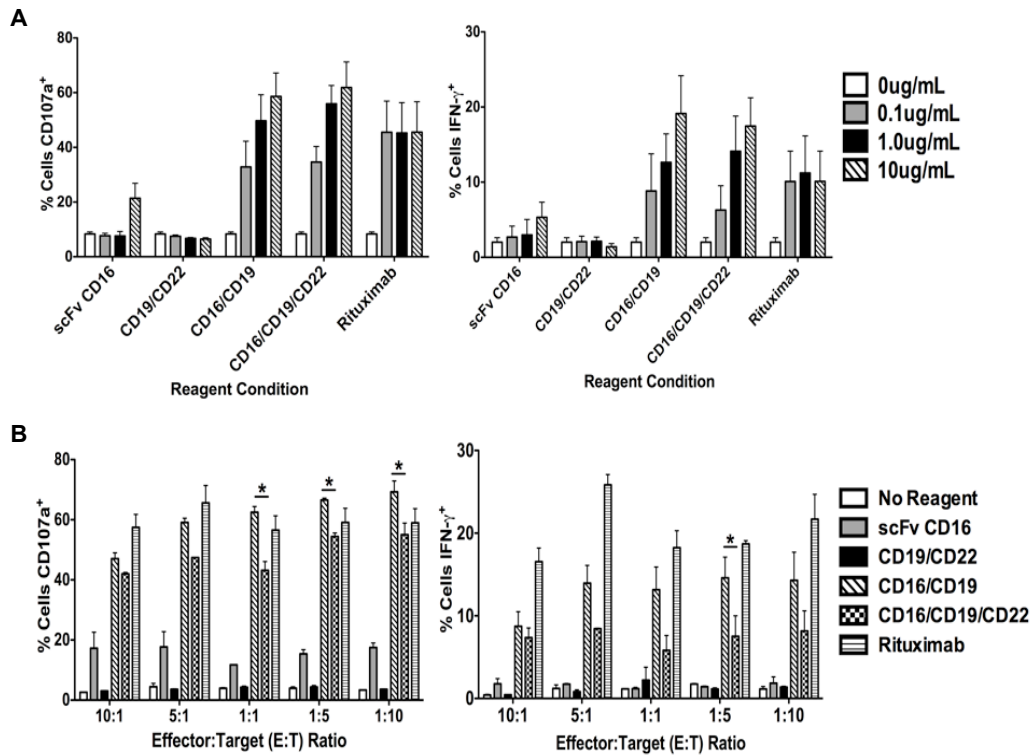 A
% Cells CD107a+
80
60
40
20
0
scFv CD16
CD19/CD22
CD16/CD19
CD16/CD19/CD22
Rituximab
Reagent Condition
% Cells IFN-γ+
30
20
10
0
scFv CD16
CD19/CD22
CD16/CD19
CD16/CD19/CD22
Rituximab
Reagent Condition
0ug/mL
0.1ug/mL
1.0ug/mL
10ug/mL
B
% Cells CD107a+
80
60
40
20
0
* * *
10:1 5:1 1:1 1:5 1:10
Effector:Target (E:T) Ratio
% Cells IFN-γ+
30
20
10
0
*
10:1 5:1 1:1 1:5 1:10
Effector:Target (E:T) Ratio
No Reagent
scFv CD16
CD19/CD22
CD16/CD19
CD16/CD19/CD22
Rituximab